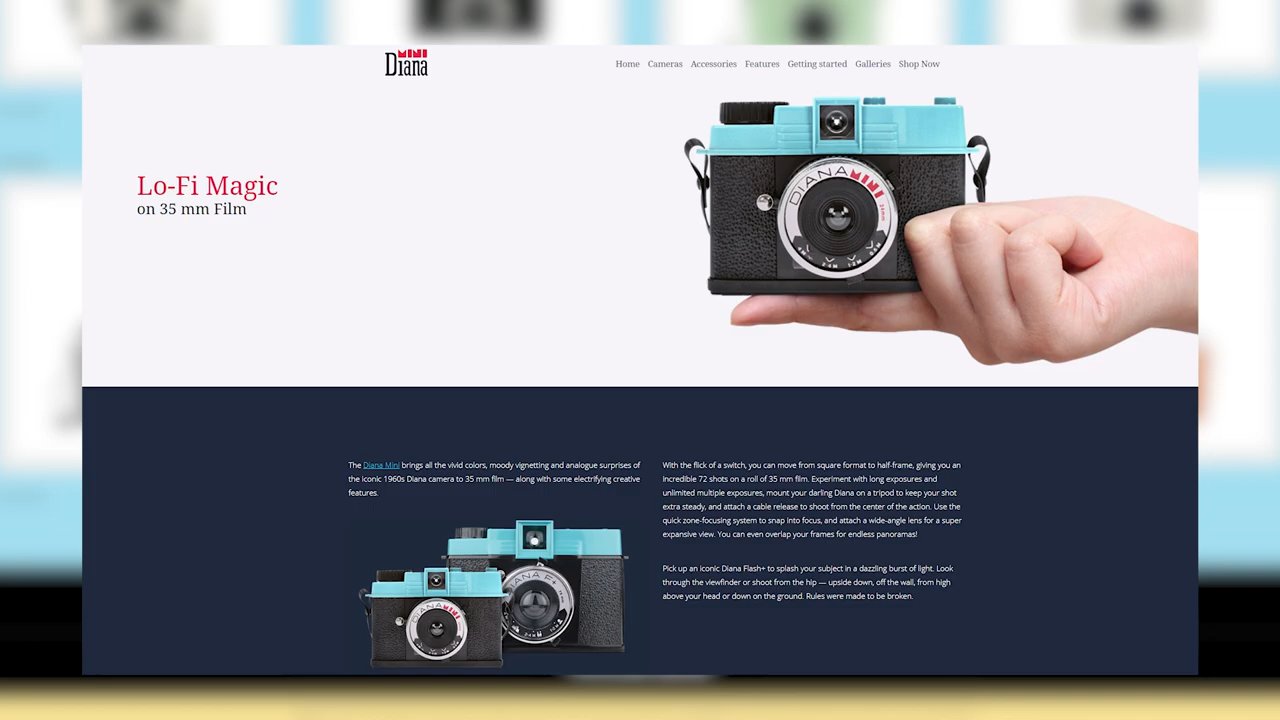 MINI
Diana
Home Cameras Accessories Features Getting started Galleries Shop Now
Lo-Fi Magic
on 35 mm Film
DIANA MINI
The Diana Mini brings all the vivid colors, moody vignetting and analogue surprises of
the iconic 1960s Diana camera to 35 mm film — along with some electrifying creative
features.
DIANA F+
DIANA MINI
With the flick of a switch, you can move from square format to half-frame, giving you an
incredible 72 shots on a roll of 35 mm film. Experiment with long exposures and
unlimited multiple exposures, mount your darling Diana on a tripod to keep your shot
extra steady, and attach a cable release to shoot from the center of the action. Use the
quick zone-focusing system to snap into focus, and attach a wide-angle lens for a super
expansive view. You can even overlap your frames for endless panoramas!
Pick up an iconic Diana Flash+ to splash your subject in a dazzling burst of light. Look
through the viewfinder or shoot from the hip — upside down, off the wall, from high
above your head or down on the ground. Rules were made to be broken.